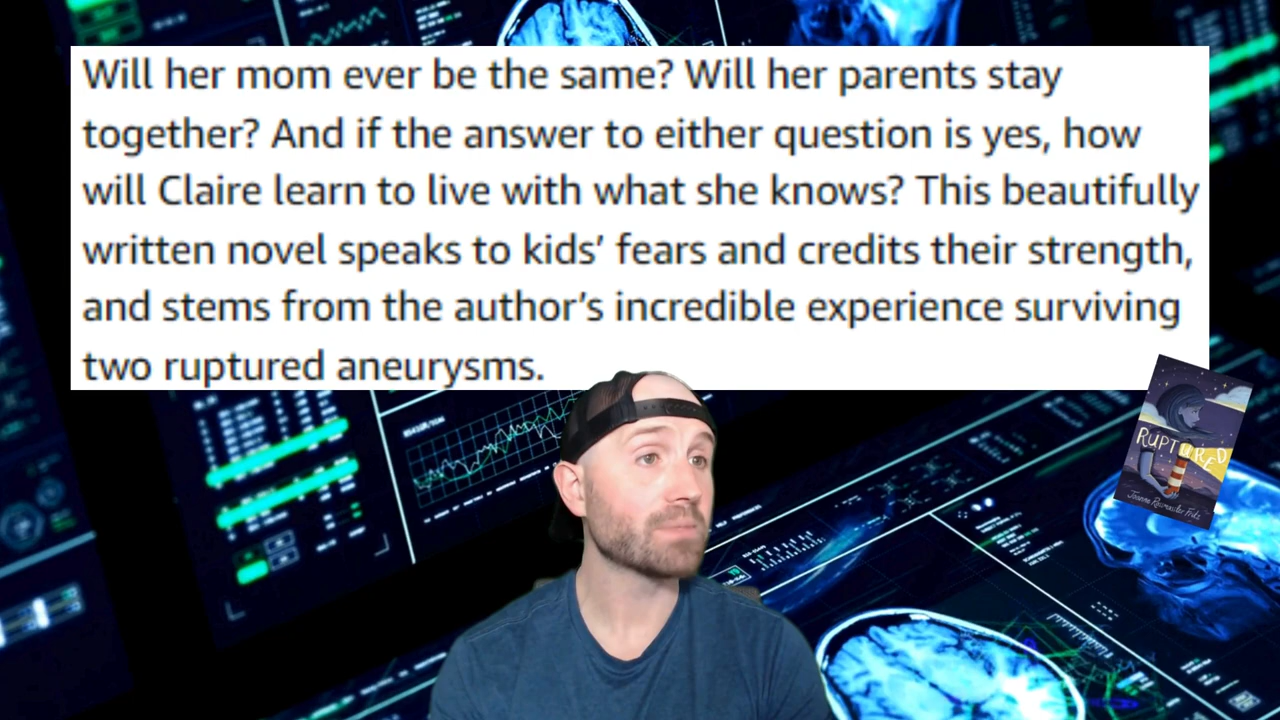 Will her mom ever be the same? Will her parents stay
together? And if the answer to either question is yes, how
will Claire learn to live with what she knows? This beautifully
written novel speaks to kids’ fears and credits their strength,
and stems from the author’s incredible experience surviving
two ruptured aneurysms.
RUPTURED